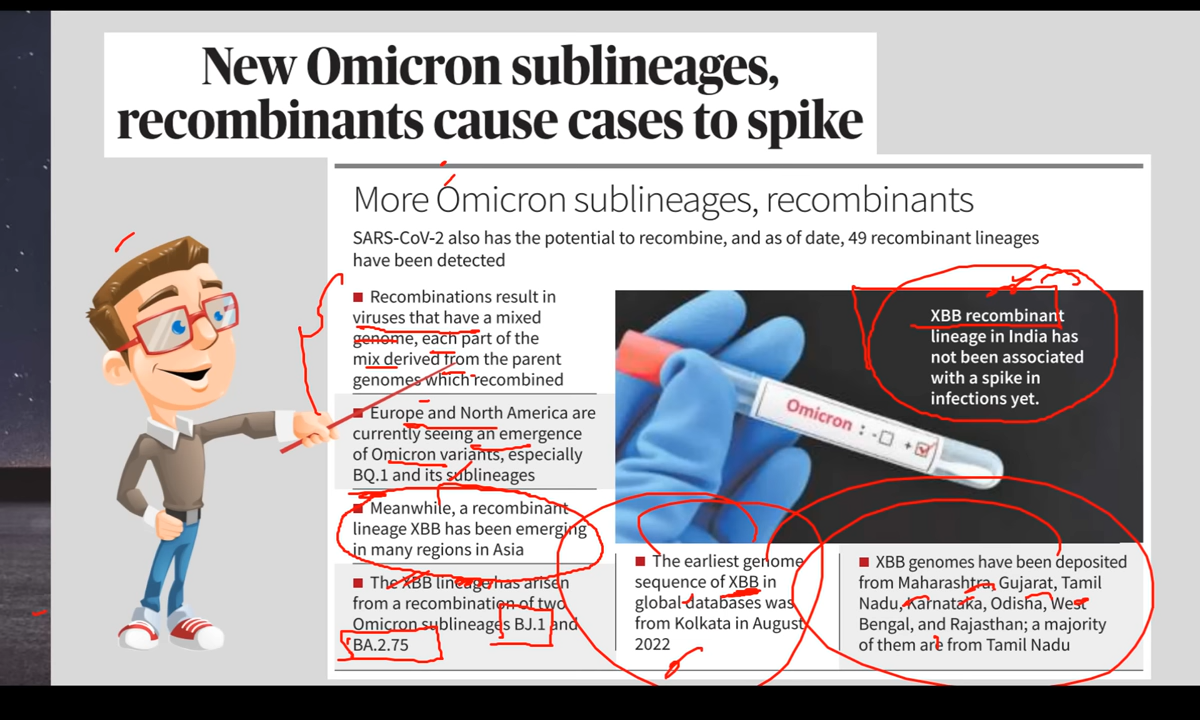 New Omicron sublineages,
recombinants cause cases to spike
More Omicron sublineages, recombinants
SARS-CoV-2 also has the potential to recombine, and as of date, 49 recombinant lineages
have been detected
Recombinations result in
viruses that have a mixed
genome, each part of the
mix derived from the parent
genomes which recombined
Europe and North America are
currently seeing an emergence
of Omicron variants, especially
BQ.1 and its sublineages
Meanwhile, a recombinant
lineage XBB has been emerging
in many regions in Asia
The XBB lineage has arisen
from a recombination of two
Omicron sublineages BJ.1 and
BA.2.75
Omicron : - +
XBB recombinant
lineage in India has
not been associated
with a spike in
infections yet.
The earliest genome
sequence of XBB in
global databases was
from Kolkata in August
2022
XBB genomes have been deposited
from Maharashtra, Gujarat, Tamil
Nadu, Karnataka, Odisha, West
Bengal, and Rajasthan; a majority
of them are from Tamil Nadu